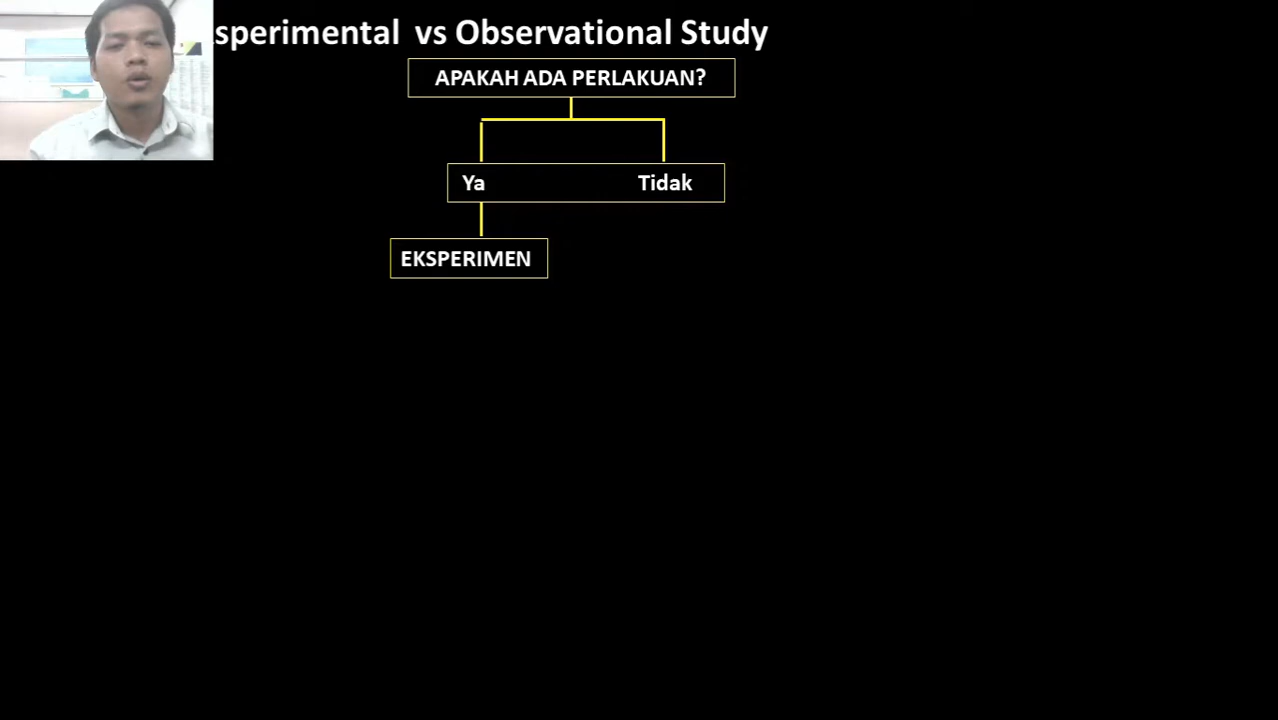 sperimental vs Observational Study
APAKAH ADA PERLAKUAN?
Ya Tidak
EKSPERIMEN